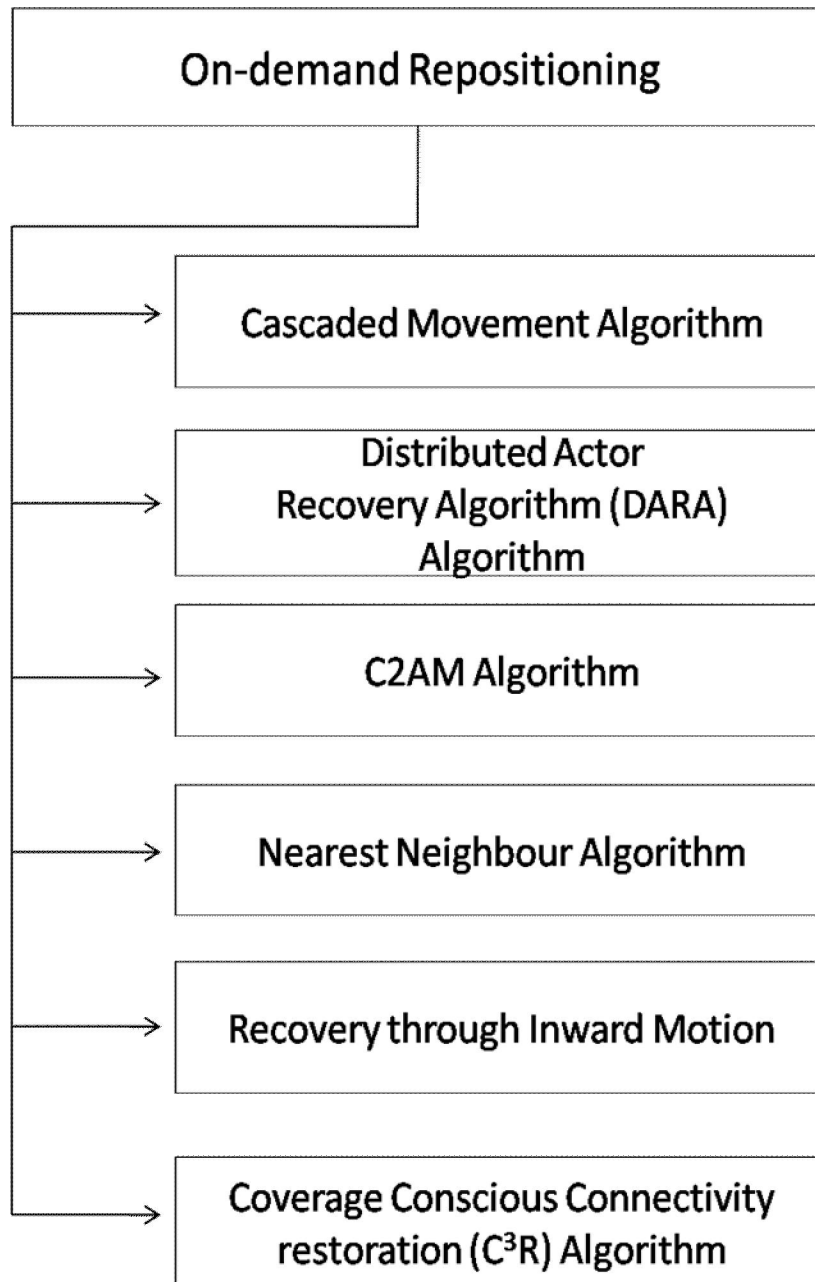 On-demand Repositioning
Cascaded Movement Algorithm
Distributed Actor
Recovery Algorithm (DARA)
Algorithm
C2AM Algorithm
Nearest Neighbour Algorithm
Recovery through Inward Motion
Coverage Conscious Connectivity
restoration (C³R) Algorithm